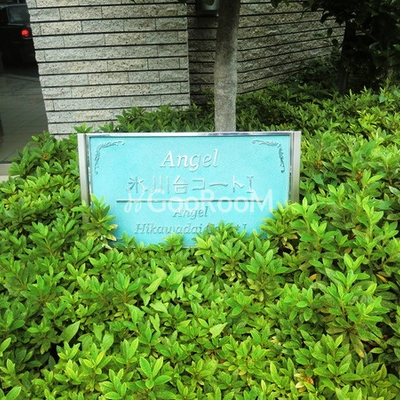 Angel
氷川台コートI
GooRooM
Angel
Hikawadai